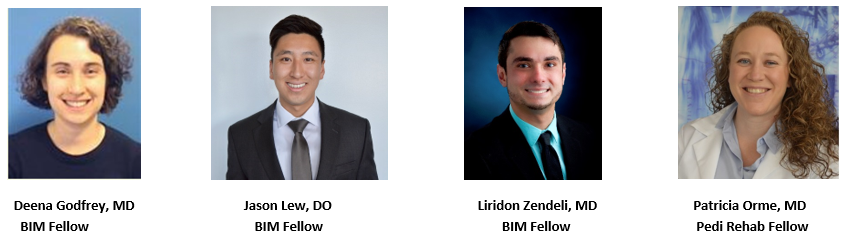 Deena Godfrey, MD
BIM Fellow
Jason Lew, DO
BIM Fellow
Liridon Zendeli, MD
BIM Fellow
Patricia Orme, MD
Pedi Rehab Fellow